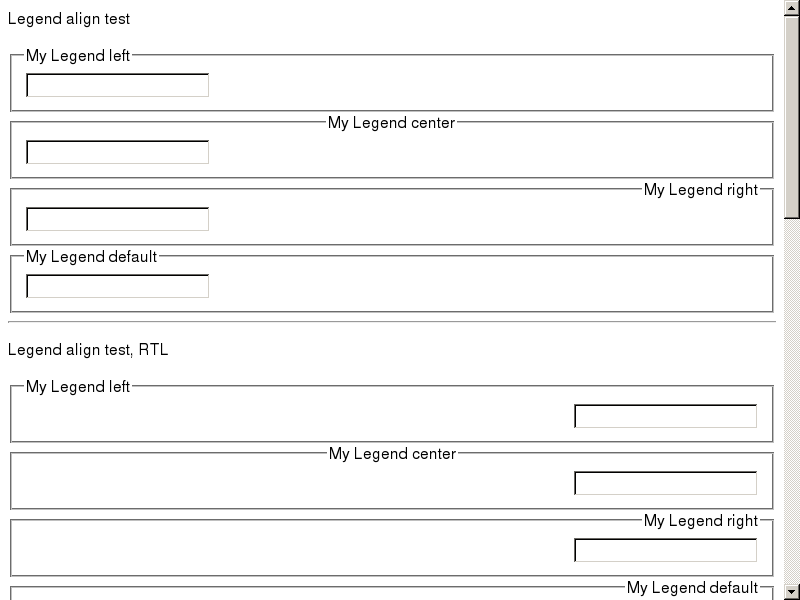 Legend align test
My Legend left
My Legend center
My Legend right
My Legend default
Legend align test, RTL
My Legend left
My Legend center
My Legend right
My Legend default